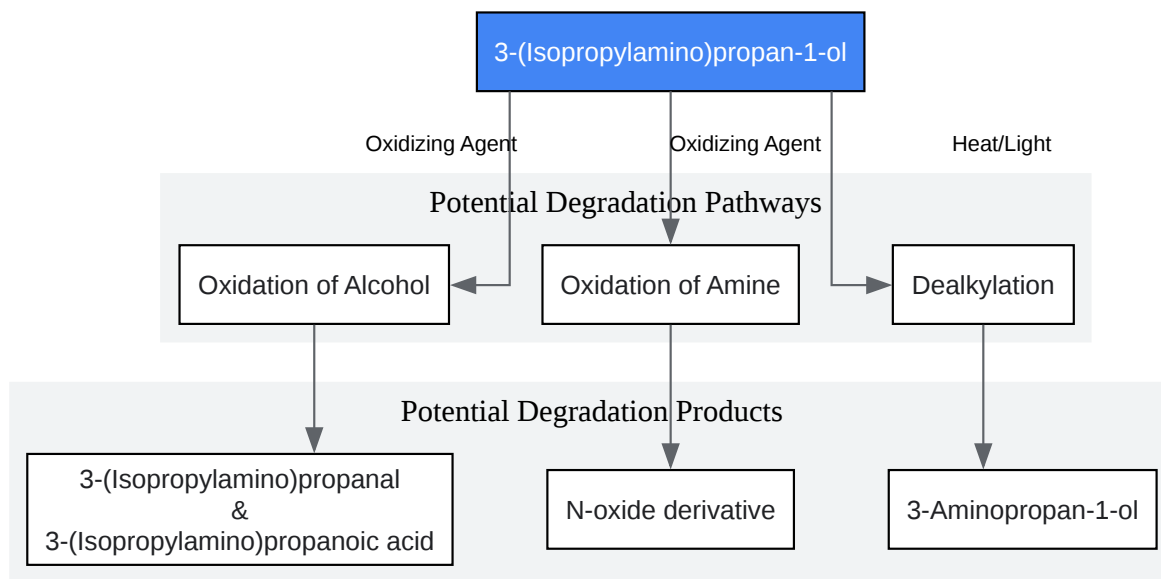 3-(Isopropylamino)propan-1-ol
Oxidizing Agent
Oxidizing Agent
Heat/Light
Potential Degradation Pathways
Oxidation of Alcohol
Oxidation of Amine
Dealkylation
Potential Degradation Products
3-(Isopropylamino)propanal
&
3-(Isopropylamino)propanoic acid
N-oxide derivative
3-Aminopropan-1-ol